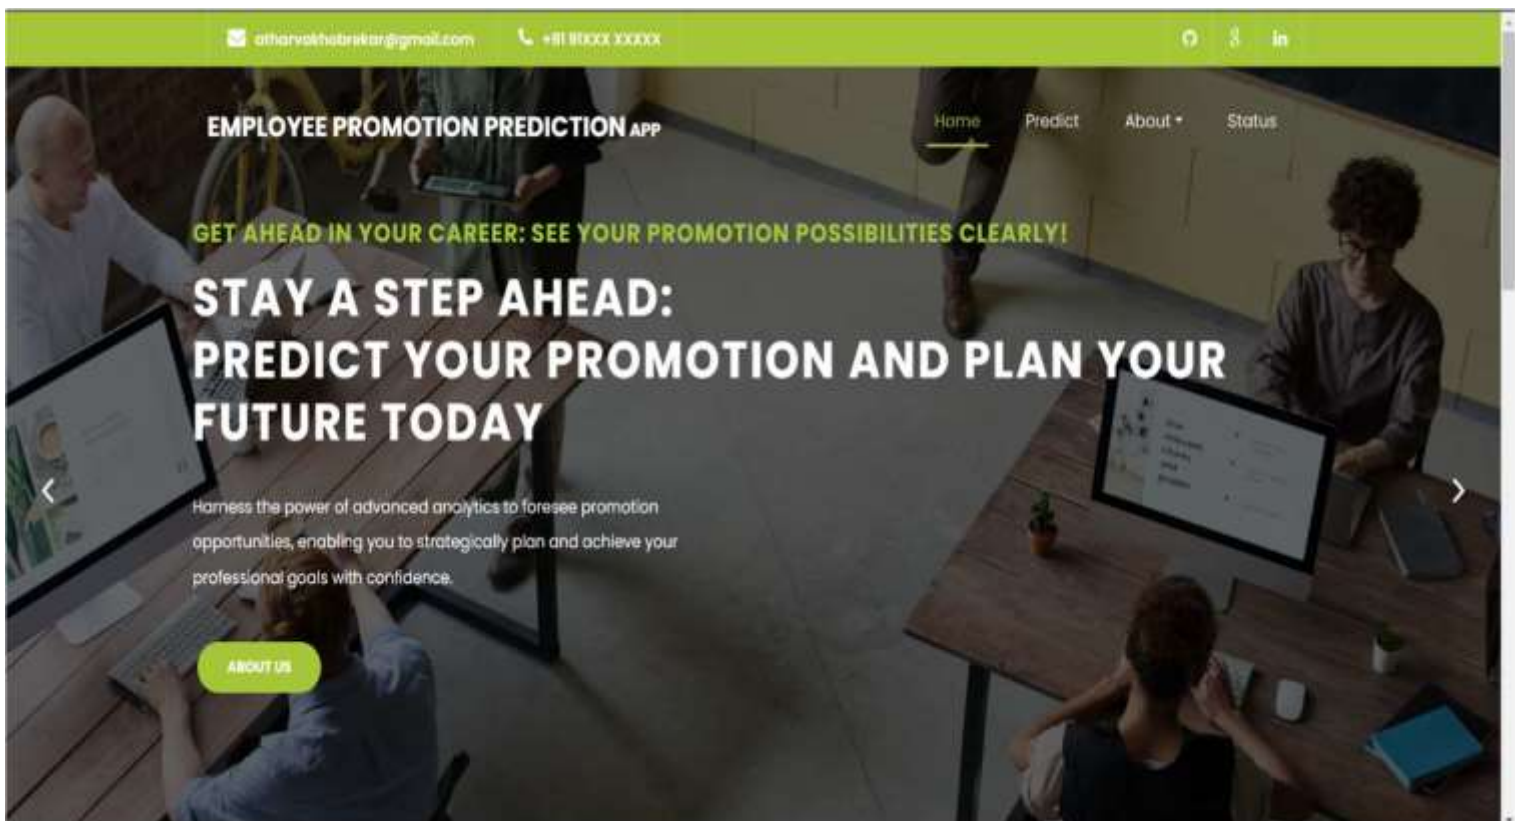 atharvakhobrekar@gmail.com +91 91XXX XXXXX
EMPLOYEE PROMOTION PREDICTION APP
Home Predict About Status
GET AHEAD IN YOUR CAREER: SEE YOUR PROMOTION POSSIBILITIES CLEARLY!
STAY A STEP AHEAD:
PREDICT YOUR PROMOTION AND PLAN YOUR
FUTURE TODAY
Harness the power of advanced analytics to foresee promotion
opportunities, enabling you to strategically plan and achieve your
professional goals with confidence.
ABOUT US